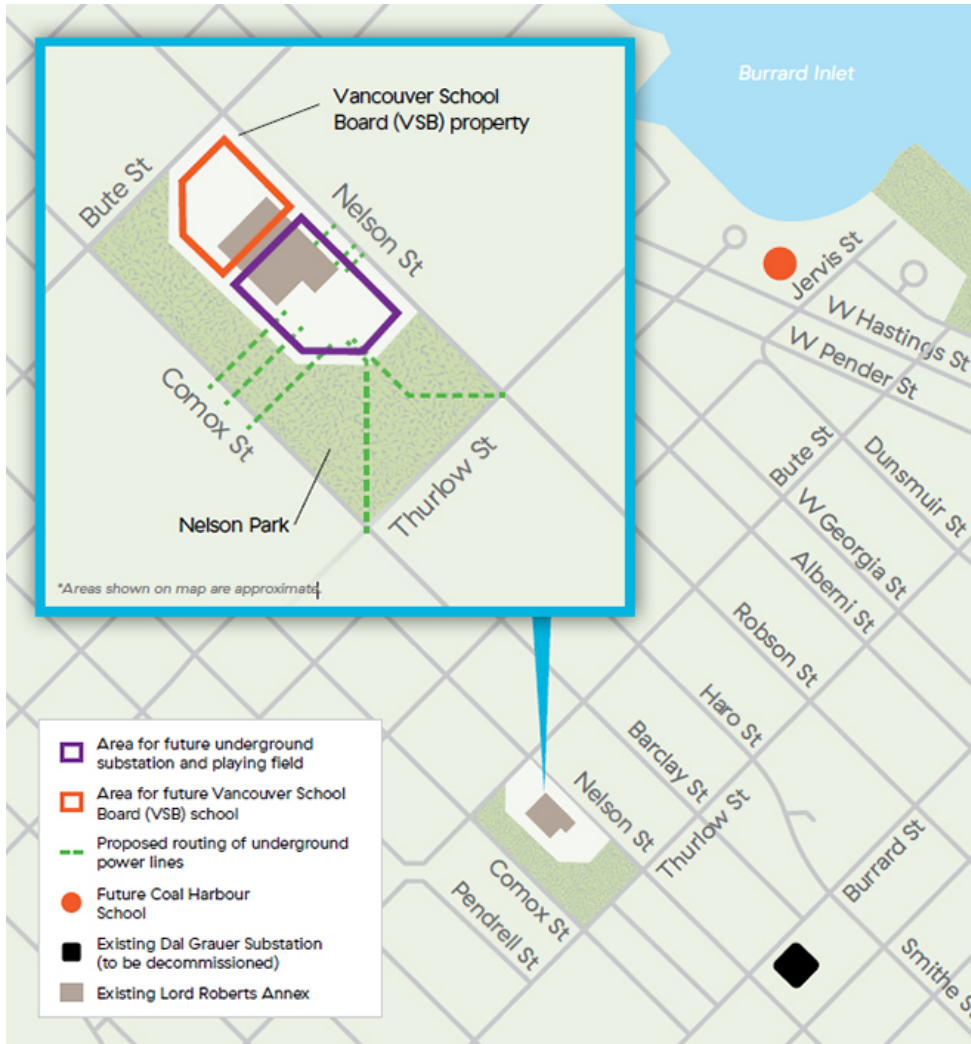 Burrard Inlet
Vancouver School
Board (VSB) property
Bute St
Nelson St
Comox St
Thurlow St
Nelson Park
*Areas shown on map are approximate.
Jervis St
W Hastings St
W Pender St
Bute St
Dunsmuir St
W Georgia St
Alberni St
Robson St
Haro St
Barclay St
Nelson St
Thurlow St
Burrard St
Comox St
Pendrell St
Smithe St
Area for future underground
substation and playing field
Area for future Vancouver School
Board (VSB) school
Proposed routing of underground
power lines
Future Coal Harbour
School
Existing Dal Grauer Substation
(to be decommissioned)
Existing Lord Roberts Annex